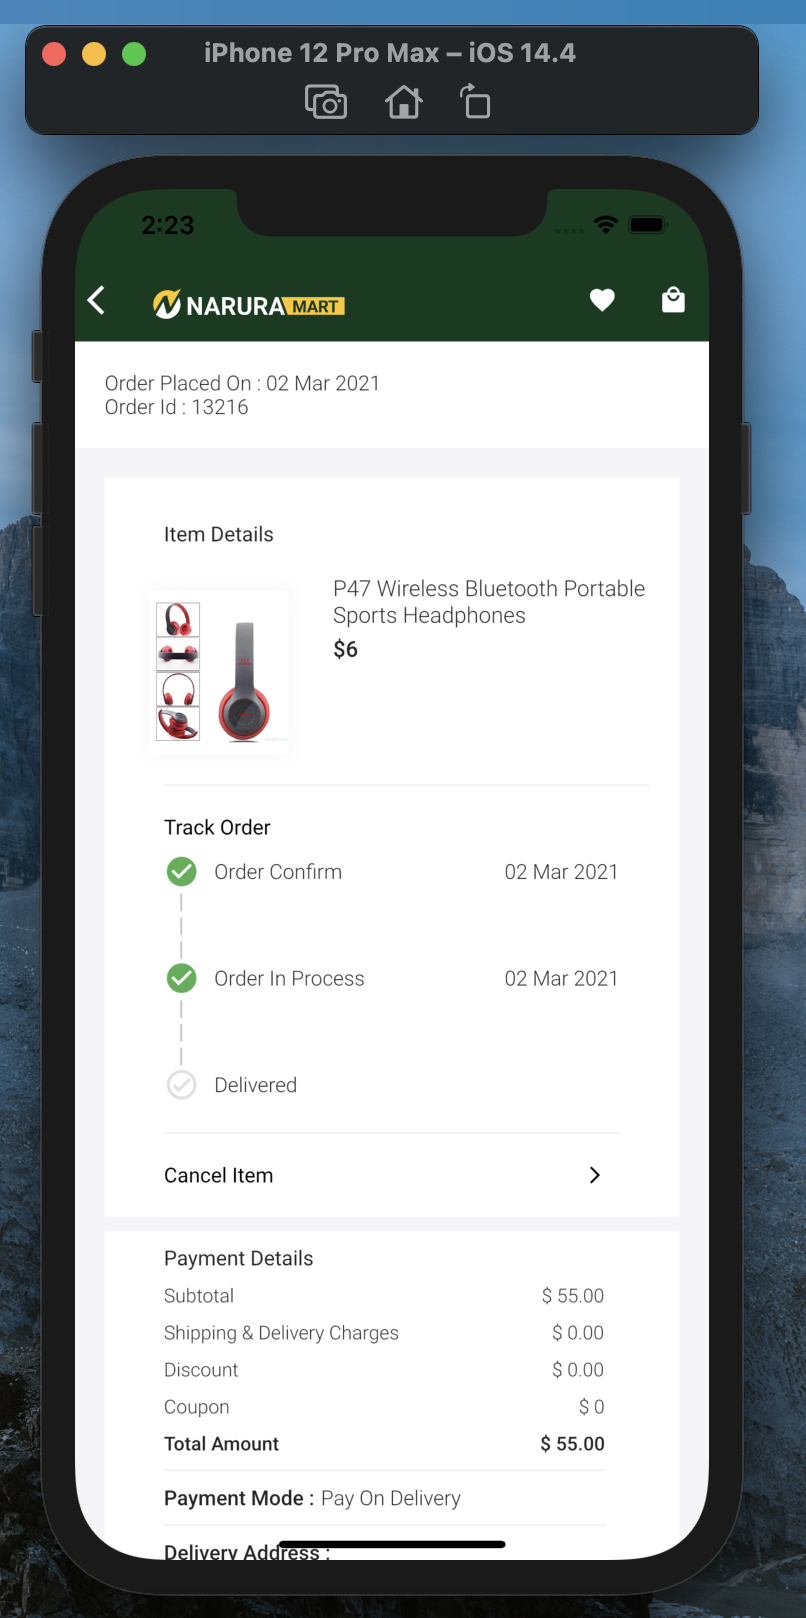 iPhone 12 Pro Max – iOS 14.4
2:23
NARURA MART
Order Placed On : 02 Mar 2021
Order Id : 13216
Item Details
P47 Wireless Bluetooth Portable
Sports Headphones
$6
Track Order
Order Confirm 02 Mar 2021
Order In Process 02 Mar 2021
Delivered
Cancel Item
Payment Details
Subtotal $ 55.00
Shipping & Delivery Charges $ 0.00
Discount $ 0.00
Coupon $ 0
Total Amount $ 55.00
Payment Mode : Pay On Delivery
Delivery Address :